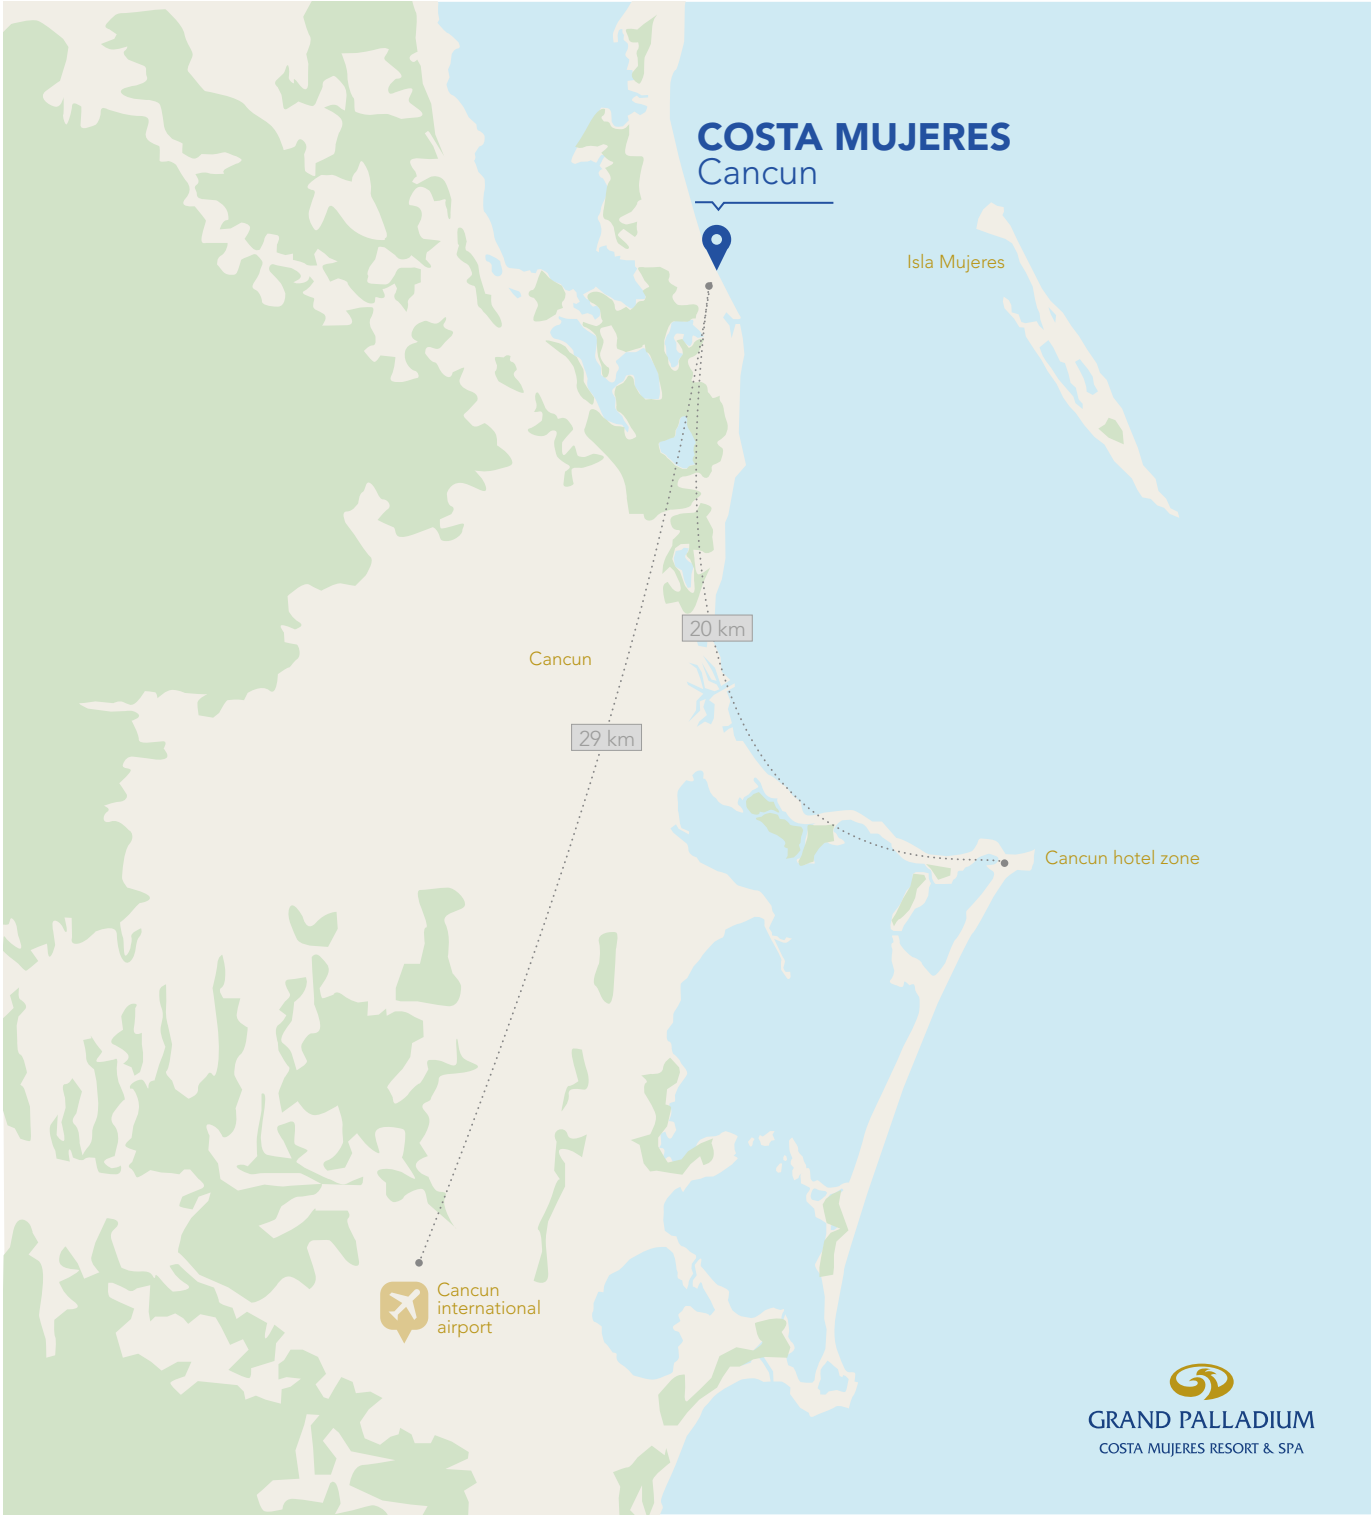 COSTA MUJERES
Cancun
Isla Mujeres
20 km
Cancun
29 km
Cancun hotel zone
Cancun
international
airport
GRAND PALLADIUM
COSTA MUJERES RESORT & SPA